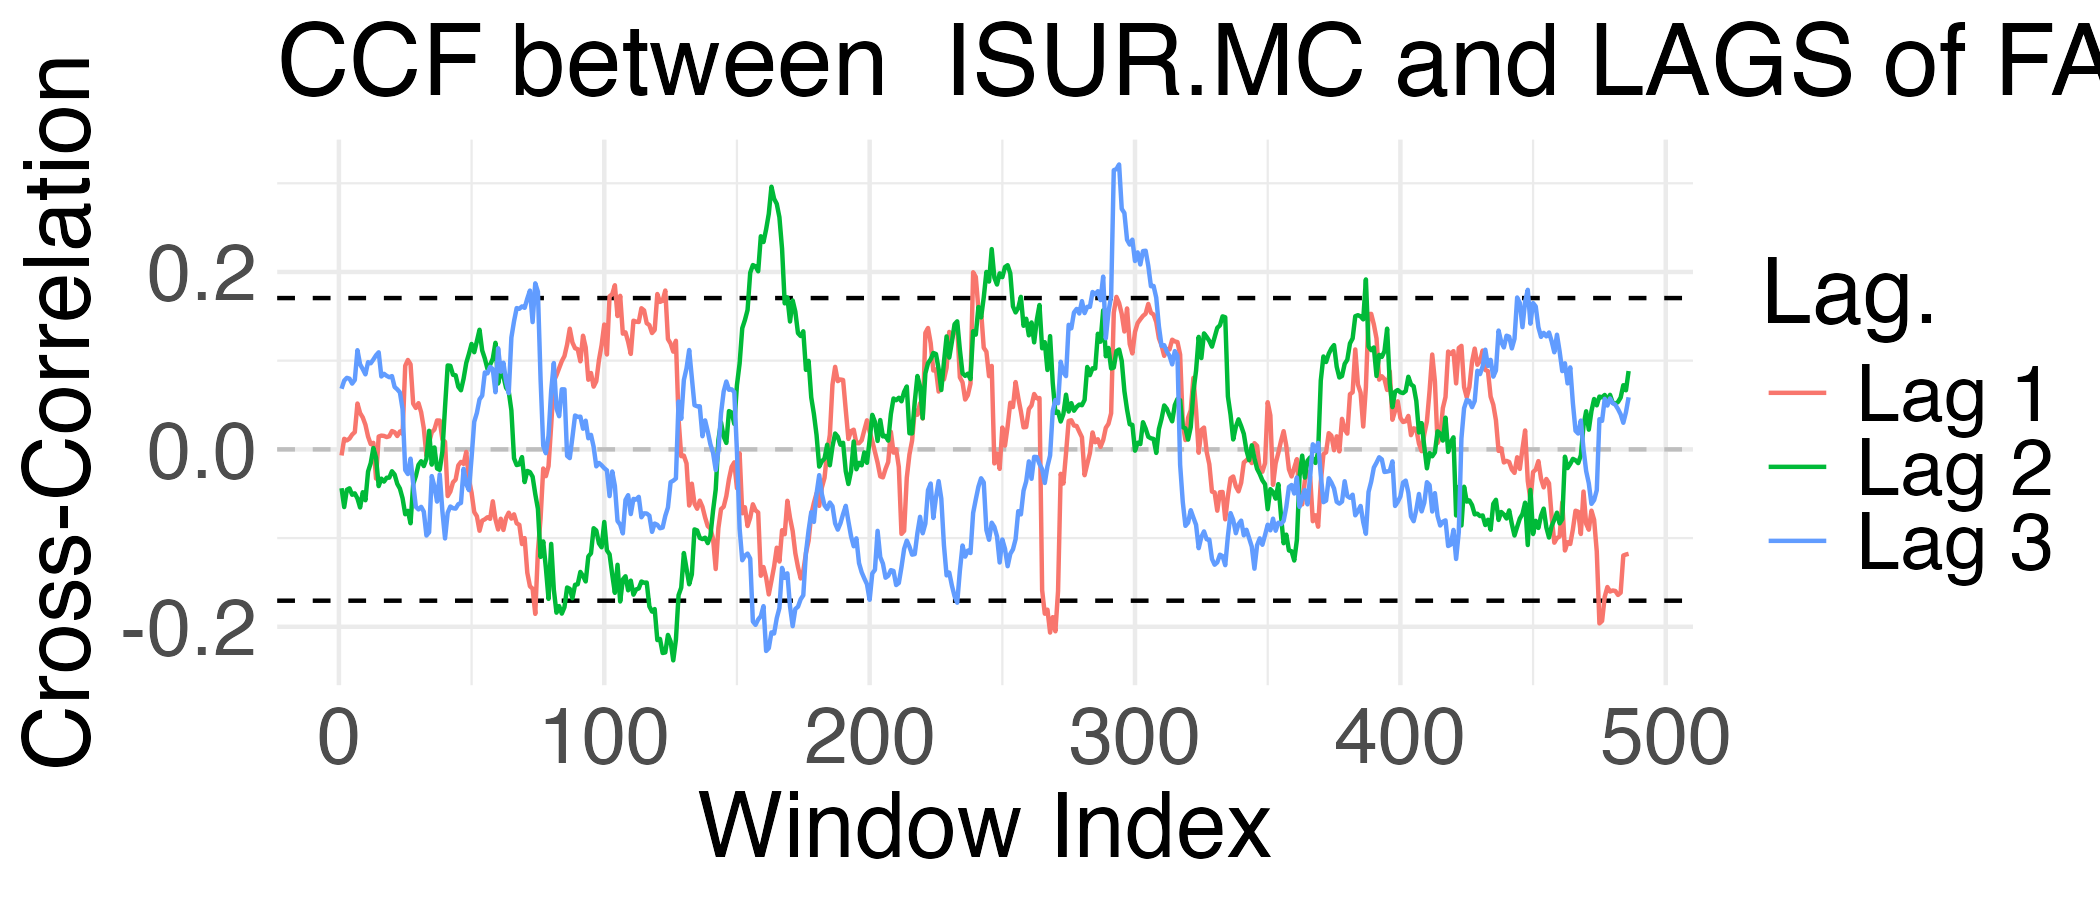 CCF between ISUR.MC and LAGS of FA
Cross-Correlation
0.2
0.0
-0.2
0 100 200 300 400 500
Window Index
Lag.
Lag 1
Lag 2
Lag 3